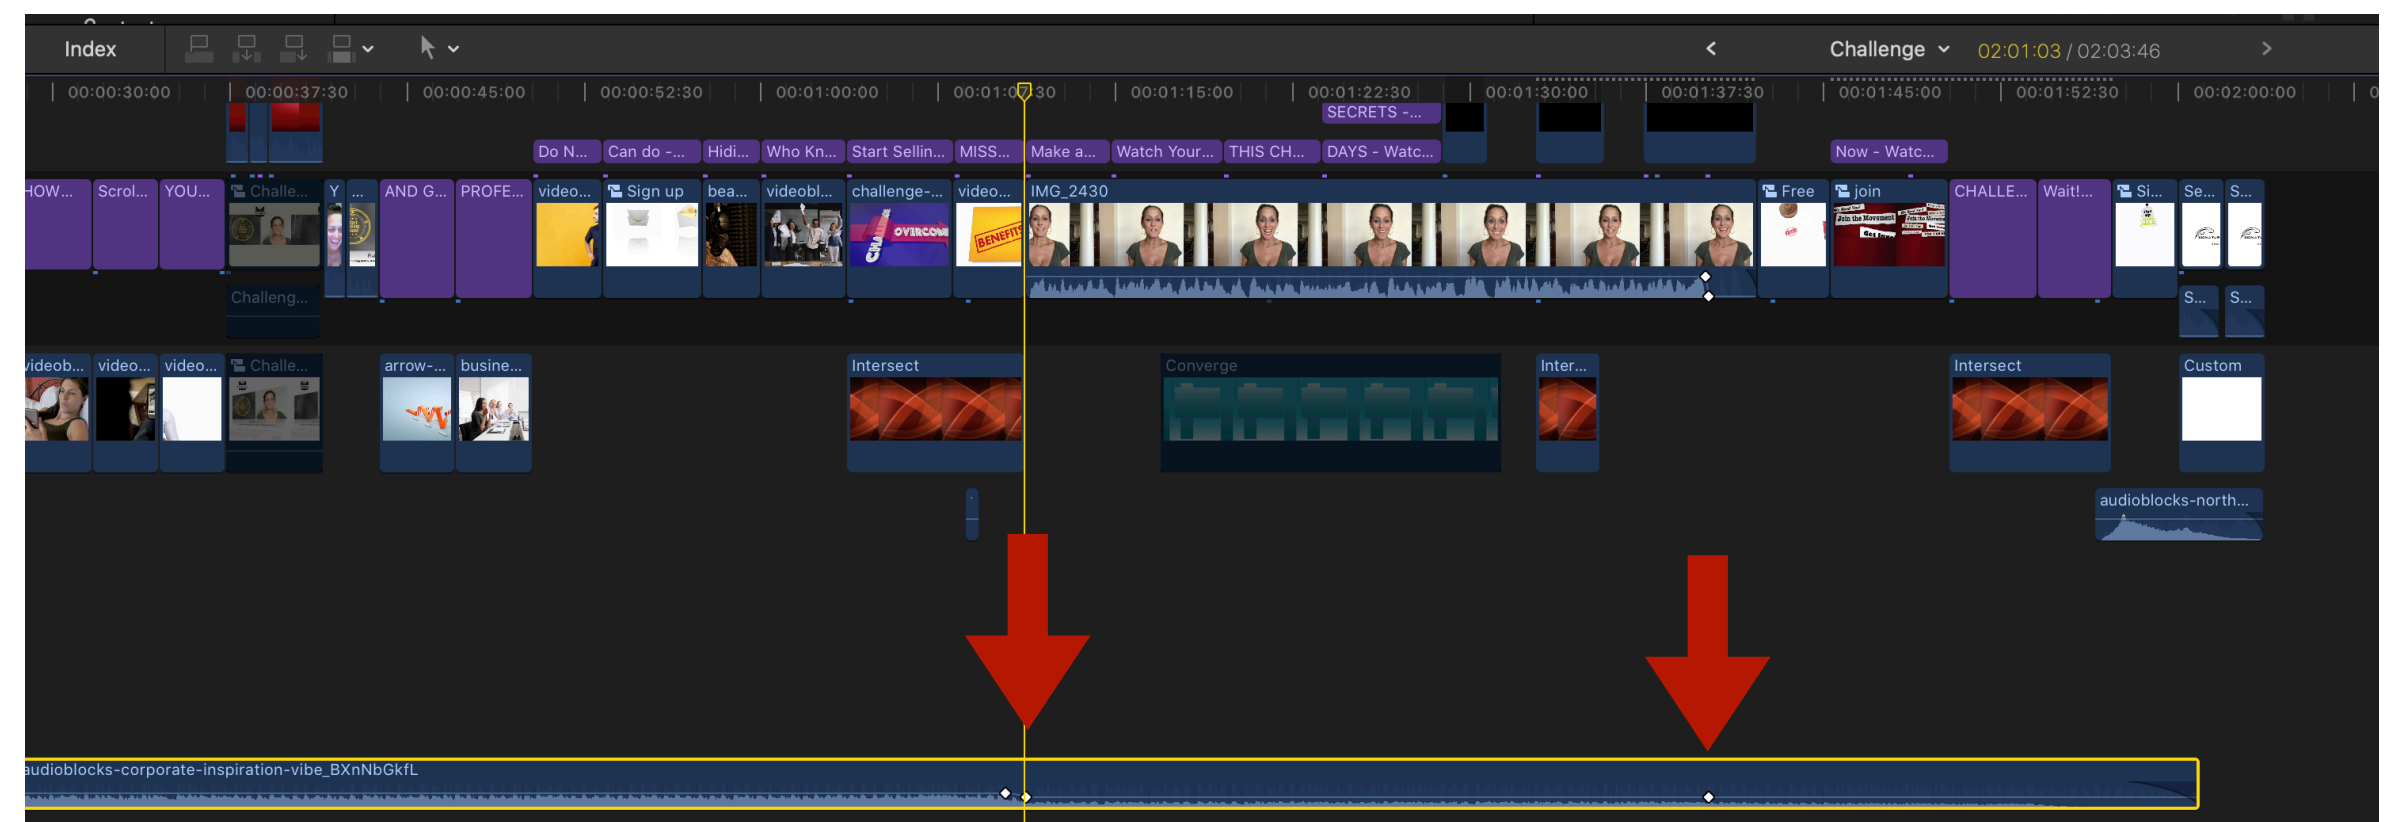 Index
Challenge 02:01:03 / 02:03:46
00:00:30:00 00:00:37:30 00:00:45:00 00:00:52:30 00:01:00:00 00:01:07:30 00:01:15:00 00:01:22:30 00:01:30:00 00:01:37:30 00:01:45:00 00:01:52:30 00:02:00:00
SECRETS -...
Do N... Can do -... Hidi... Who Kn... Start Sellin... MISS... Make a... Watch Your... THIS CH... DAYS - Watc... Now - Watc...
HOW... Scrol... YOU... Challe... Y ... AND G... PROFE... video... Sign up bea... videobl... challenge-... video... IMG_2430 Free join CHALLE... Wait!... Si... Se... S...
Join the Movement
OVERCOM
BENEFITS
Challeng... S... S...
videob... video... video... Challe... arrow-... busine... Intersect Converge Inter... Intersect Custom
audioblocks-north...
audioblocks-corporate-inspiration-vibe_BXnNbGkfL